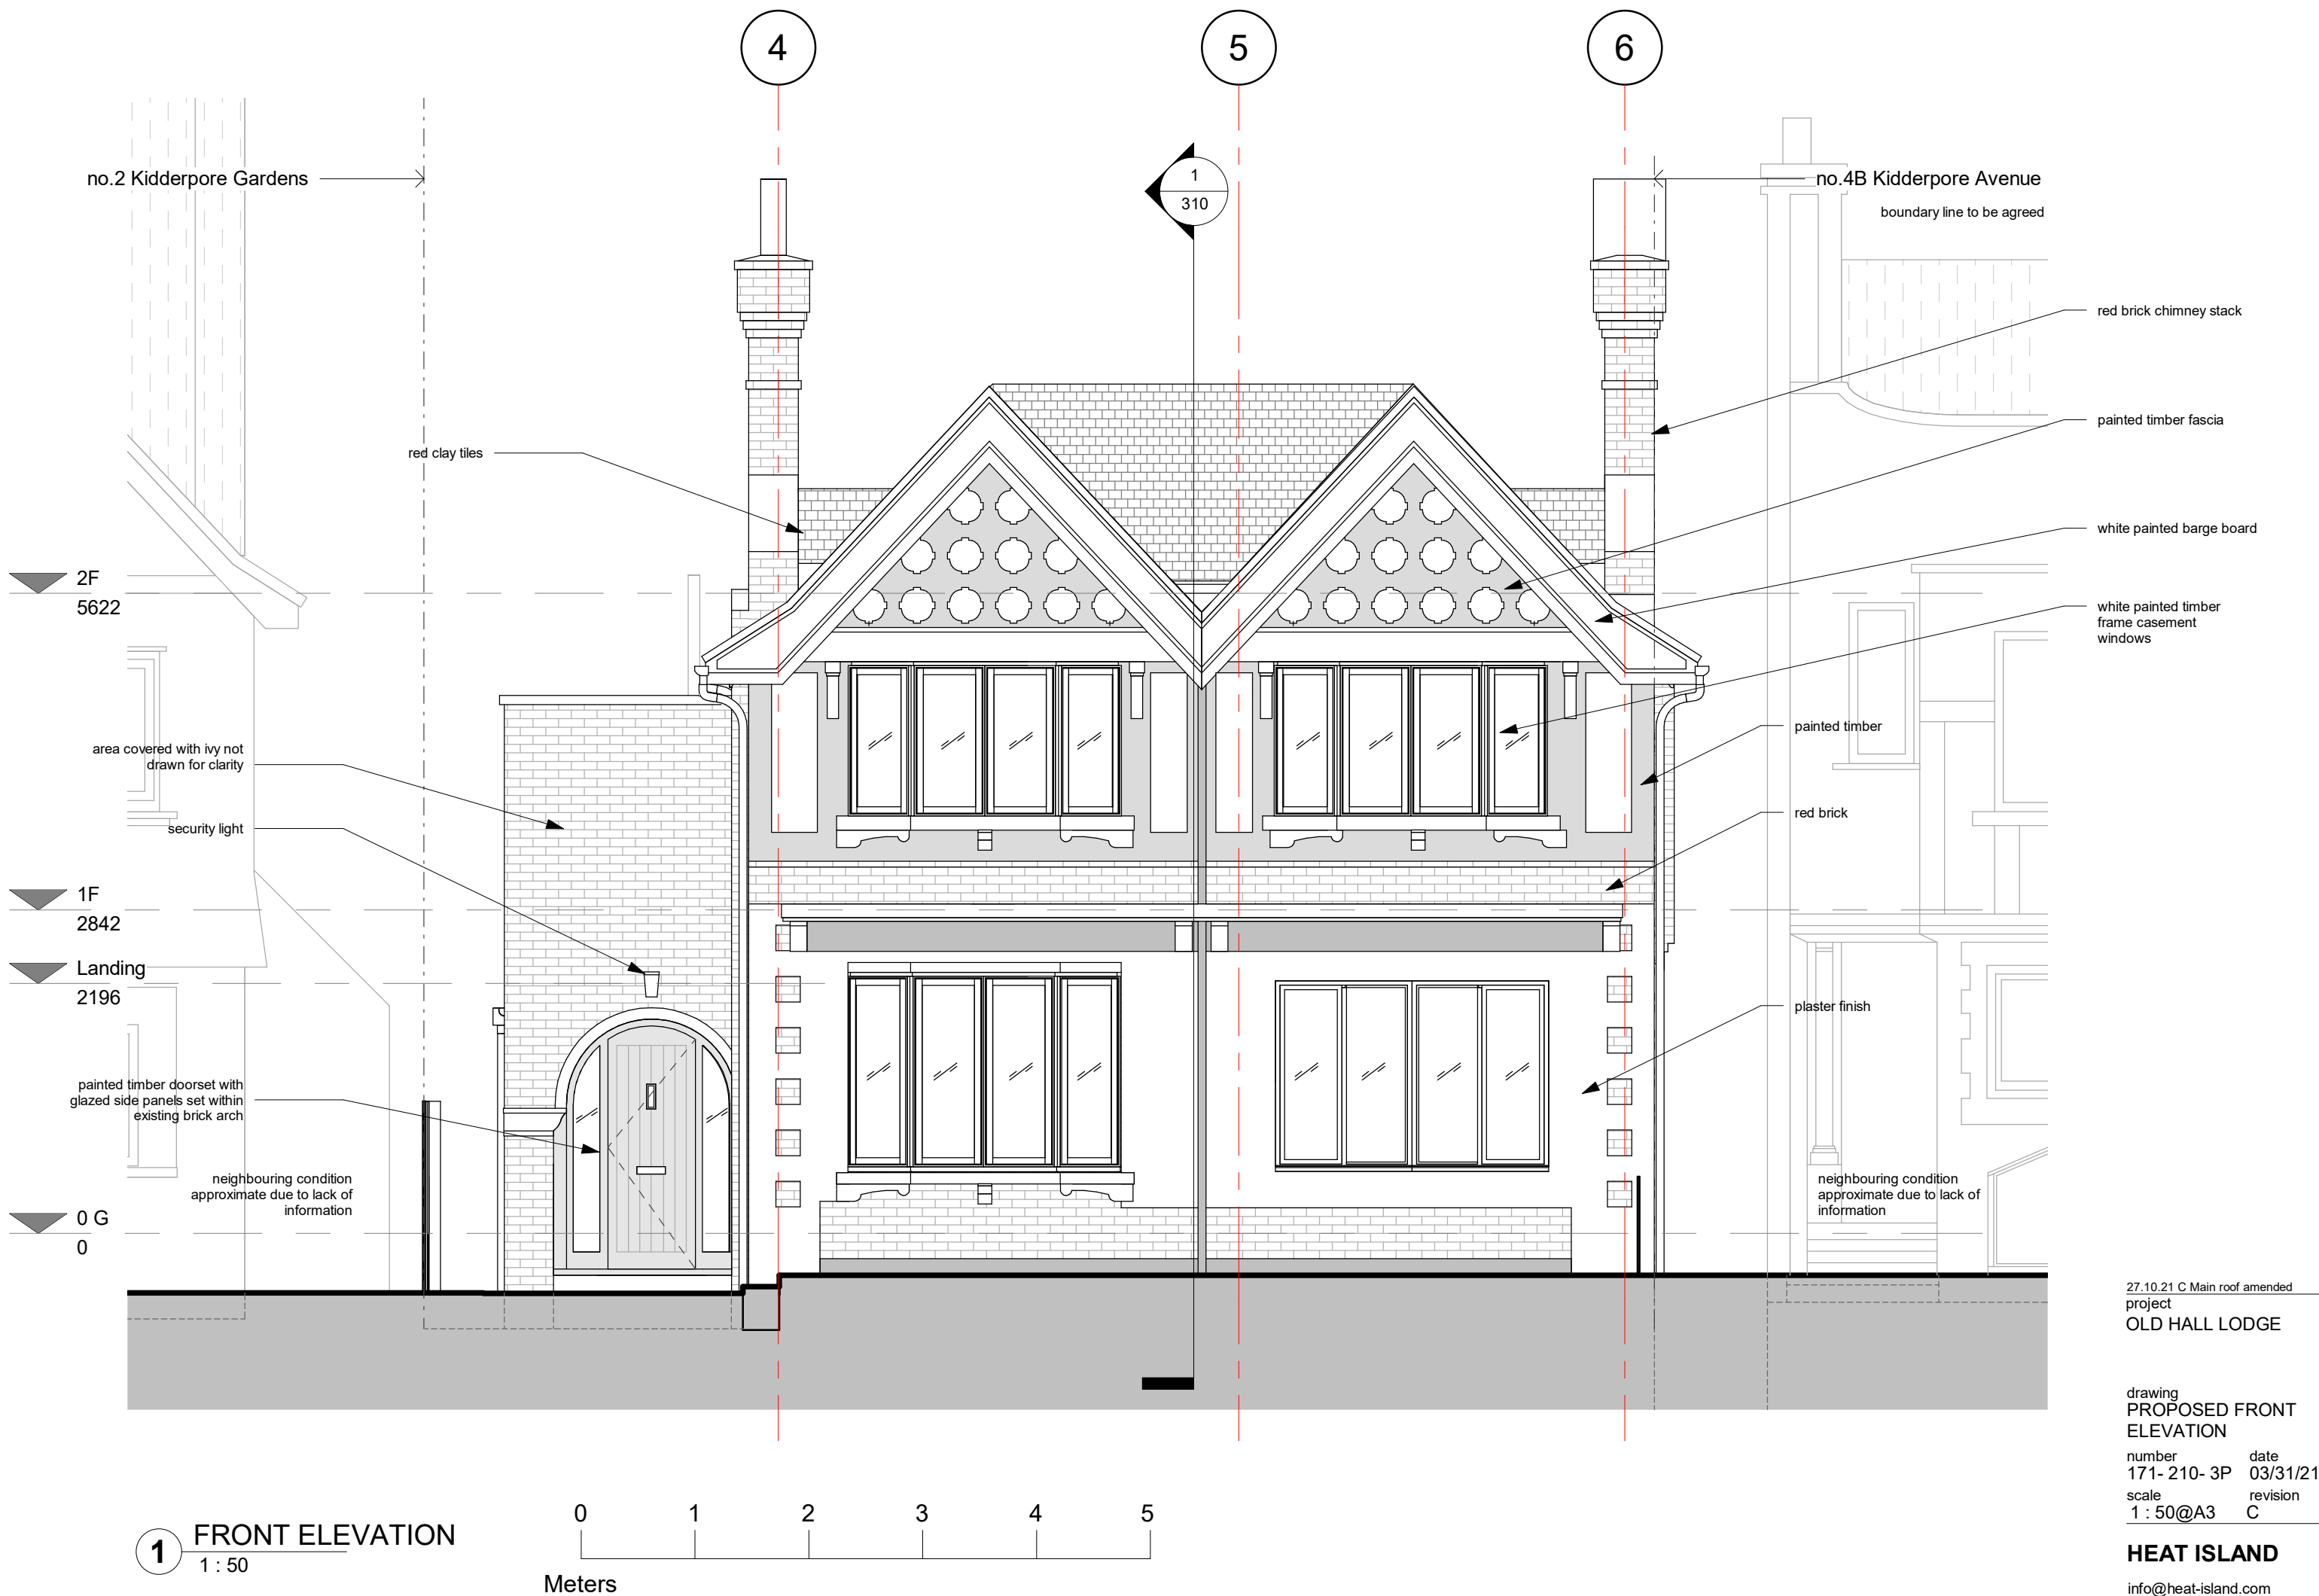 4
5
6
no.2 Kidderpore Gardens
1
310
no.4B Kidderpore Avenue
boundary line to be agreed
red brick chimney stack
painted timber fascia
red clay tiles
white painted barge board
2F
5622
white painted timber
frame casement
windows
painted timber
area covered with ivy not
drawn for clarity
red brick
security light
1F
2842
Landing
2196
plaster finish
painted timber doorset with
glazed side panels set within
existing brick arch
neighbouring condition
approximate due to lack of
information
neighbouring condition
approximate due to lack of
information
0 G
0
27.10.21 C Main roof amended
project
OLD HALL LODGE
drawing
PROPOSED FRONT
ELEVATION
number date
171- 210- 3P 03/31/21
scale revision
1 : 50@A3 C
HEAT ISLAND
info@heat-island.com
1 FRONT ELEVATION
1 : 50
0 1 2 3 4 5
Meters